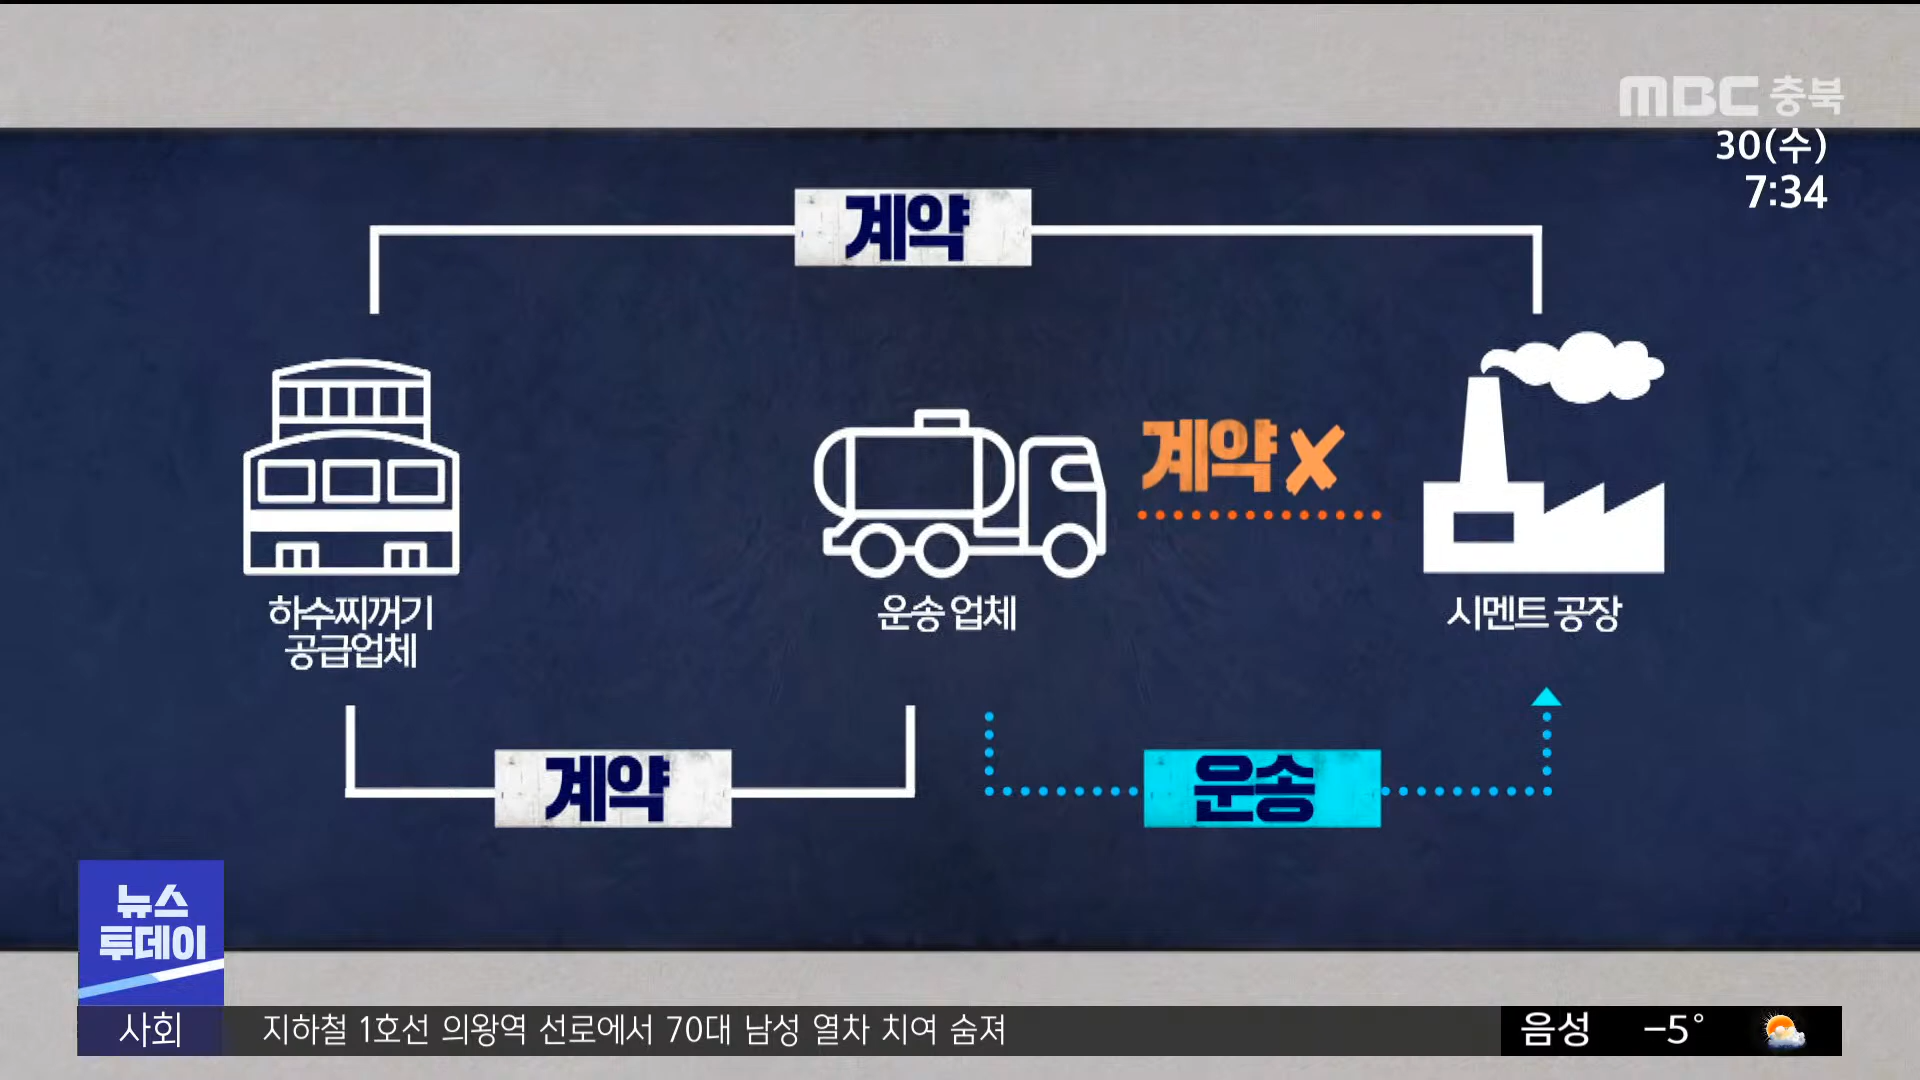 MBC 충북
30(수)
7:34
계약
계약 X
하수찌꺼기
공급업체
운송 업체
시멘트 공장
계약
운송
뉴스
투데이
사회
지하철 1호선 의왕역 선로에서 70대 남성 열차 치여 숨져
음성 -5°